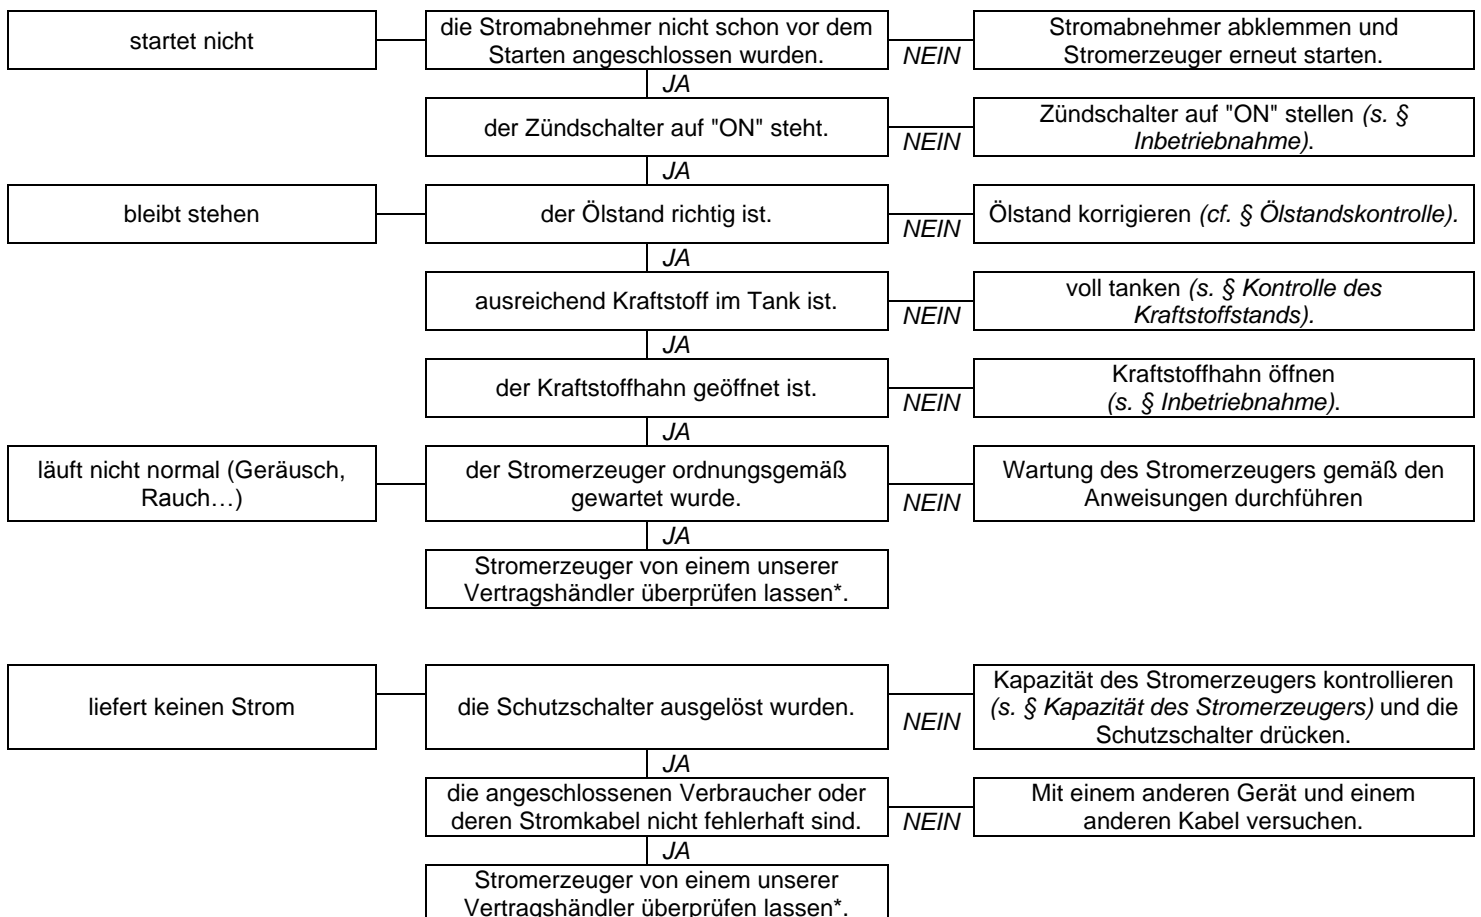 startet nicht
die Stromabnehmer nicht schon vor dem
Starten angeschlossen wurden.
NEIN
Stromabnehmer abklemmen und
Stromerzeuger erneut starten.
JA
der Zündschalter auf "ON" steht.
NEIN
Zündschalter auf "ON" stellen (s. §
Inbetriebnahme).
JA
bleibt stehen
der Ölstand richtig ist.
NEIN
Ölstand korrigieren (cf. § Ölstandskontrolle).
JA
ausreichend Kraftstoff im Tank ist.
NEIN
voll tanken (s. § Kontrolle des
Kraftstoffstands).
JA
der Kraftstoffhahn geöffnet ist.
NEIN
Kraftstoffhahn öffnen
(s. § Inbetriebnahme).
JA
läuft nicht normal (Geräusch,
Rauch…)
der Stromerzeuger ordnungsgemäß
gewartet wurde.
NEIN
Wartung des Stromerzeugers gemäß den
Anweisungen durchführen
JA
Stromerzeuger von einem unserer
Vertragshändler überprüfen lassen*.
liefert keinen Strom
die Schutzschalter ausgelöst wurden.
NEIN
Kapazität des Stromerzeugers kontrollieren
(s. § Kapazität des Stromerzeugers) und die
Schutzschalter drücken.
JA
die angeschlossenen Verbraucher oder
deren Stromkabel nicht fehlerhaft sind.
NEIN
Mit einem anderen Gerät und einem
anderen Kabel versuchen.
JA
Stromerzeuger von einem unserer
Vertragshändler überprüfen lassen*.